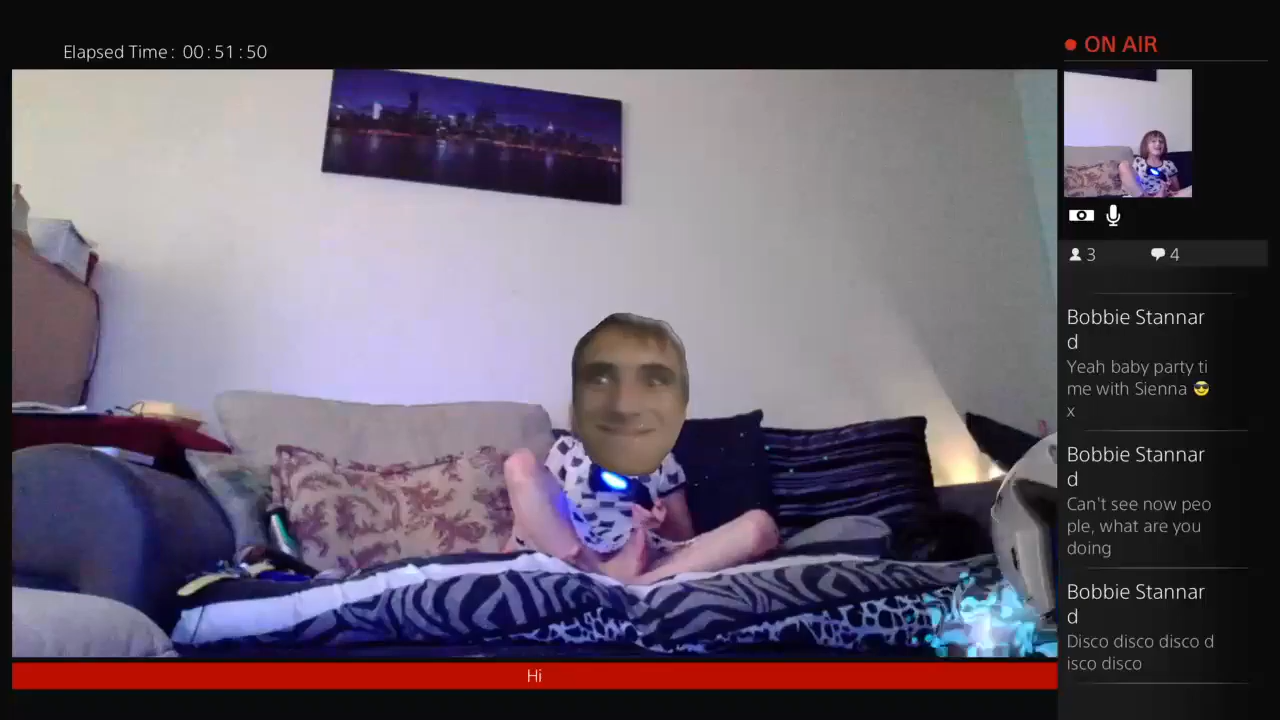 Elapsed Time: 00:51:50
ON AIR
3 4
Bobbie Stannar
d
Yeah baby party ti
me with Sienna 😎
x
Bobbie Stannar
d
Can't see now peo
ple, what are you
doing
Bobbie Stannar
d
Disco disco disco d
isco disco
Hi